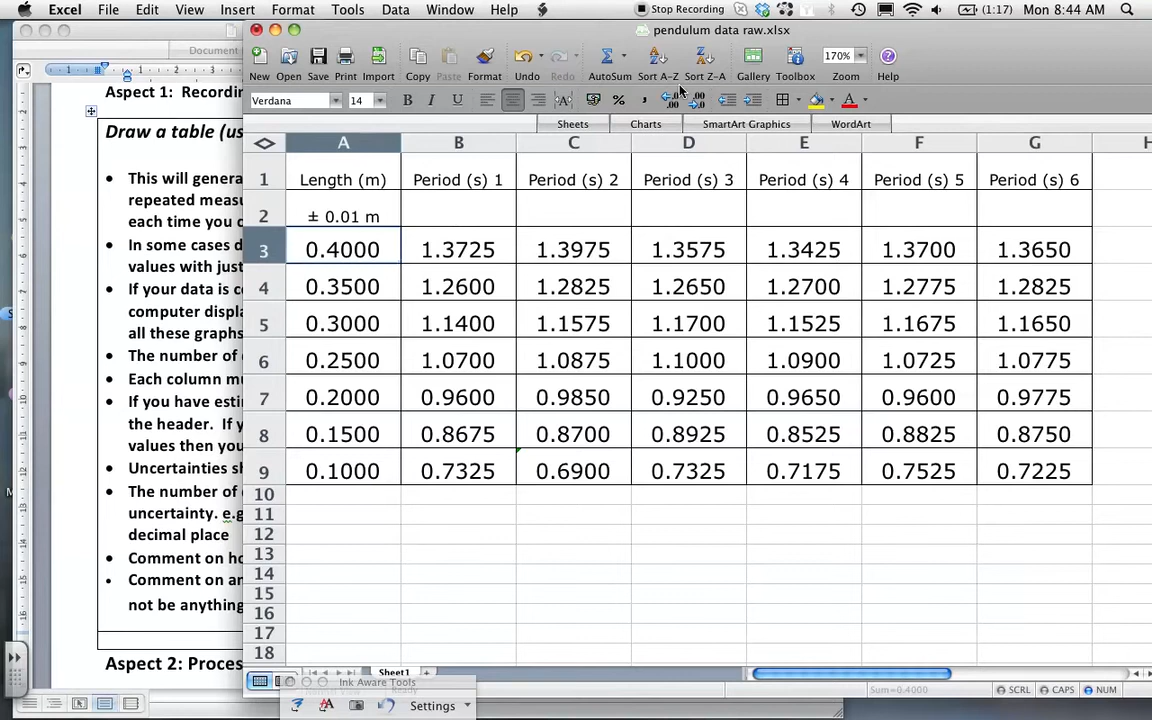 Excel File Edit View Insert Format Tools Data Window Help Stop Recording (1:17) Mon 8:44 AM
pendulum data raw.xlsx
Document
New Open Save Print Import Copy Paste Format Undo Redo AutoSum Sort A-Z Sort Z-A Gallery Toolbox 170% Zoom Help
Verdana 14 B I U
Sheets Charts SmartArt Graphics WordArt
A B C D E F G H
1 Length (m) Period (s) 1 Period (s) 2 Period (s) 3 Period (s) 4 Period (s) 5 Period (s) 6
2 ± 0.01 m
3 0.4000 1.3725 1.3975 1.3575 1.3425 1.3700 1.3650
4 0.3500 1.2600 1.2825 1.2650 1.2700 1.2775 1.2825
5 0.3000 1.1400 1.1575 1.1700 1.1525 1.1675 1.1650
6 0.2500 1.0700 1.0875 1.1000 1.0900 1.0725 1.0775
7 0.2000 0.9600 0.9850 0.9250 0.9650 0.9600 0.9775
8 0.1500 0.8675 0.8700 0.8925 0.8525 0.8825 0.8750
9 0.1000 0.7325 0.6900 0.7325 0.7175 0.7525 0.7225
10
11
12
13
14
15
16
17
18
Sheet1
Sum=0.4000 SCRL CAPS NUM
Ink Aware Tools
Ready
Settings
Aspect 1: Recordin
Draw a table (us
This will genera
repeated measu
each time you c
In some cases d
values with just
If your data is c
computer displa
all these graphs
The number of
Each column mu
If you have esti
the header. If y
values then you
Uncertainties sh
The number of
uncertainty. e.g
decimal place
Comment on ho
Comment on an
not be anything
Aspect 2: Proces